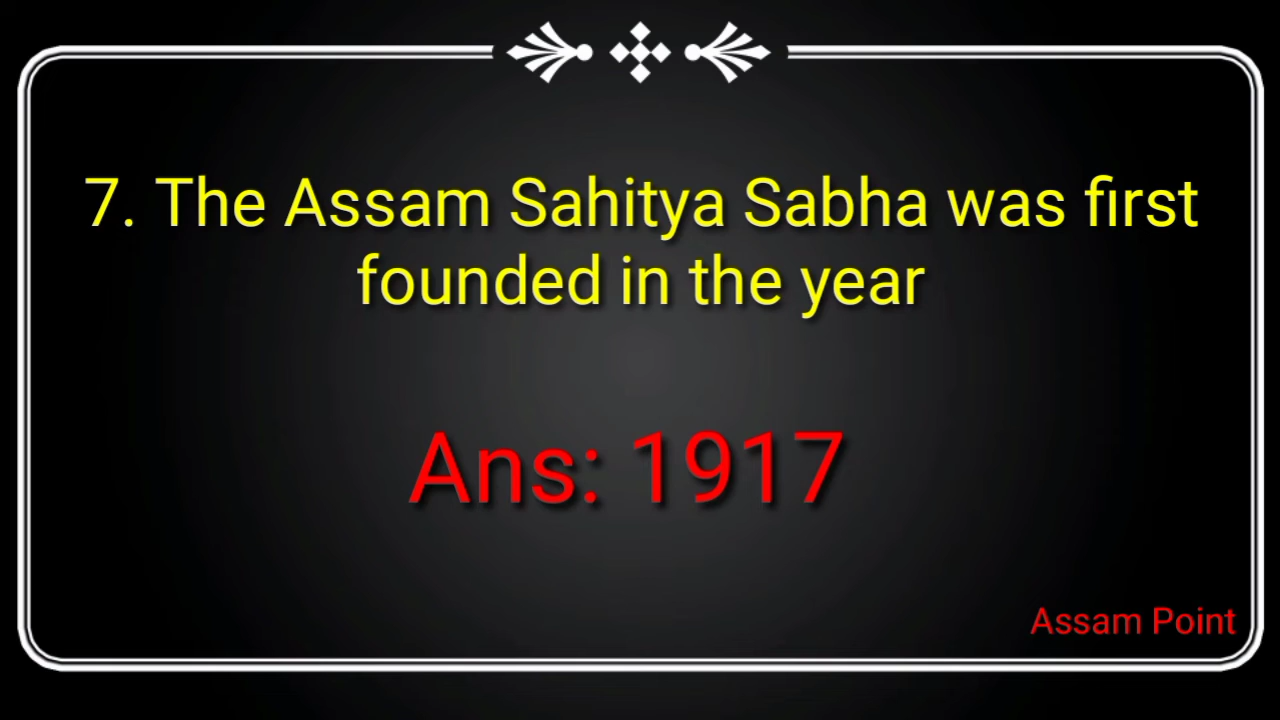 7. The Assam Sahitya Sabha was first
founded in the year
Ans: 1917
Assam Point